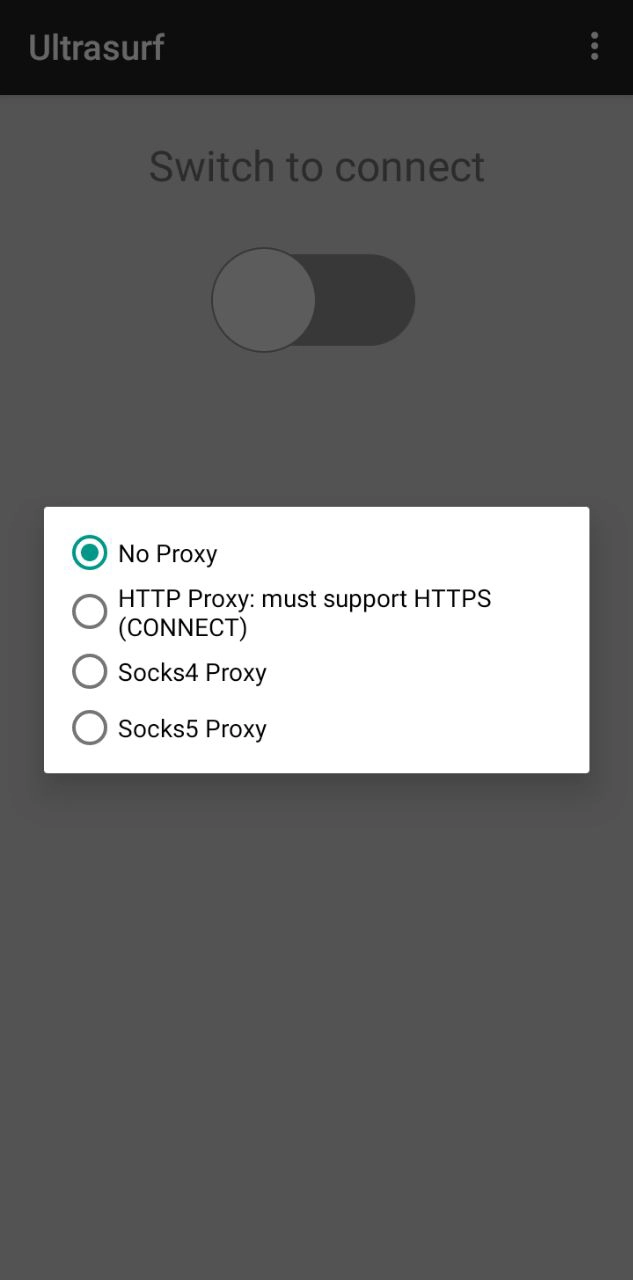 Ultrasurf
Switch to connect
No Proxy
HTTP Proxy: must support HTTPS
(CONNECT)
Socks4 Proxy
Socks5 Proxy